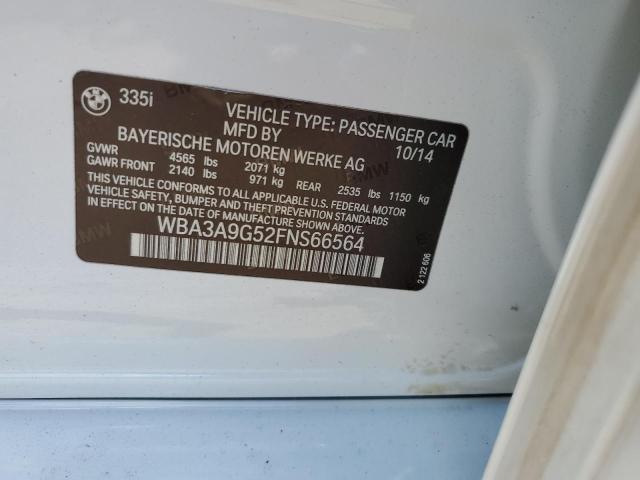 335i
VEHICLE TYPE: PASSENGER CAR
MFD BY 10/14
BAYERISCHE MOTOREN WERKE AG
GVWR 4565 lbs 2071 kg
GAWR FRONT 2140 lbs 971 kg REAR 2535 lbs 1150 kg
THIS VEHICLE CONFORMS TO ALL APPLICABLE U.S. FEDERAL MOTOR
VEHICLE SAFETY, BUMPER AND THEFT PREVENTION STANDARDS
IN EFFECT ON THE DATE OF MANUFACTURE SHOWN ABOVE.
WBA3A9G52FNS66564
2 122 606